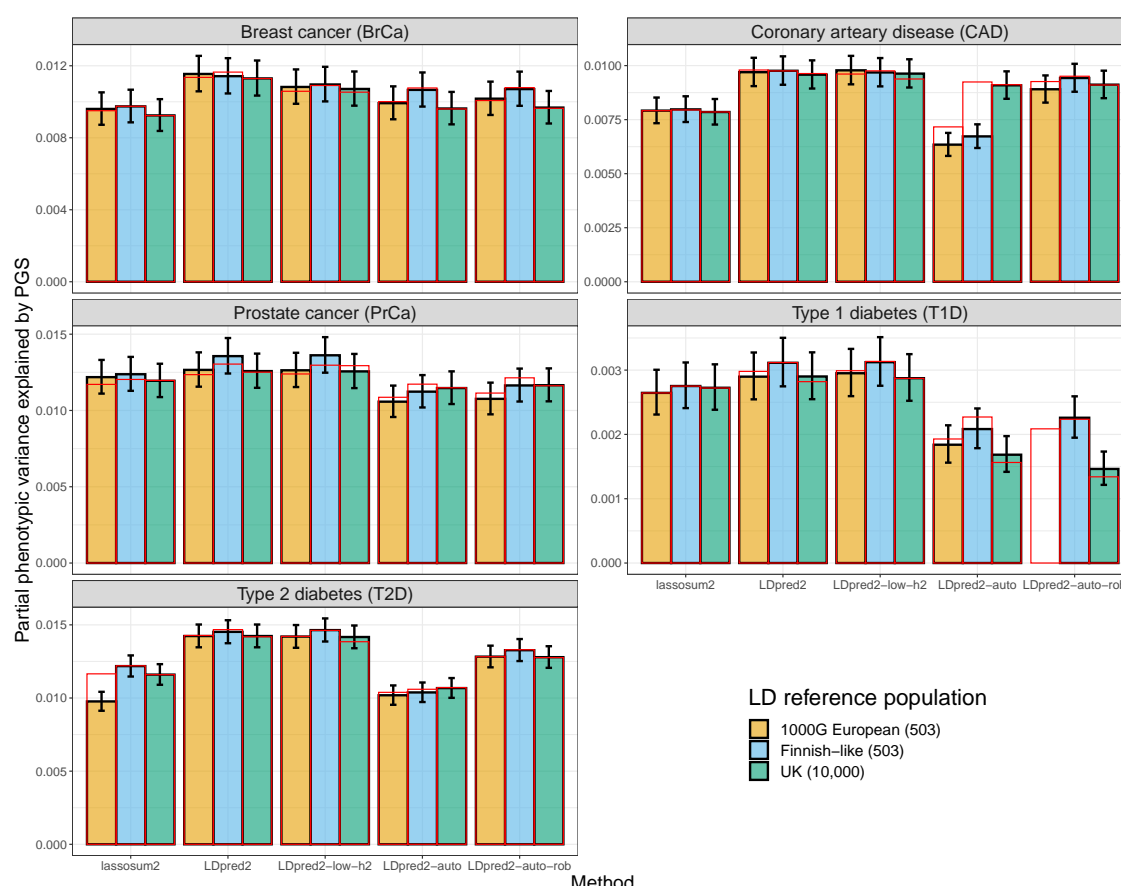 Breast cancer (BrCa)
0.012
0.008
0.004
0.000
Coronary arteary disease (CAD)
0.0100
0.0075
0.0050
0.0025
0.0000
Prostate cancer (PrCa)
0.015
0.010
0.005
0.000
Type 1 diabetes (T1D)
0.003
0.002
0.001
0.000
lassosum2
LDpred2
LDpred2-low-h2
LDpred2-auto
LDpred2-auto-rob
Type 2 diabetes (T2D)
0.015
0.010
0.005
0.000
lassosum2
LDpred2
LDpred2-low-h2
LDpred2-auto
LDpred2-auto-rob
Partial phenotypic variance explained by PGS
Method
LD reference population
1000G European (503)
Finnish-like (503)
UK (10,000)